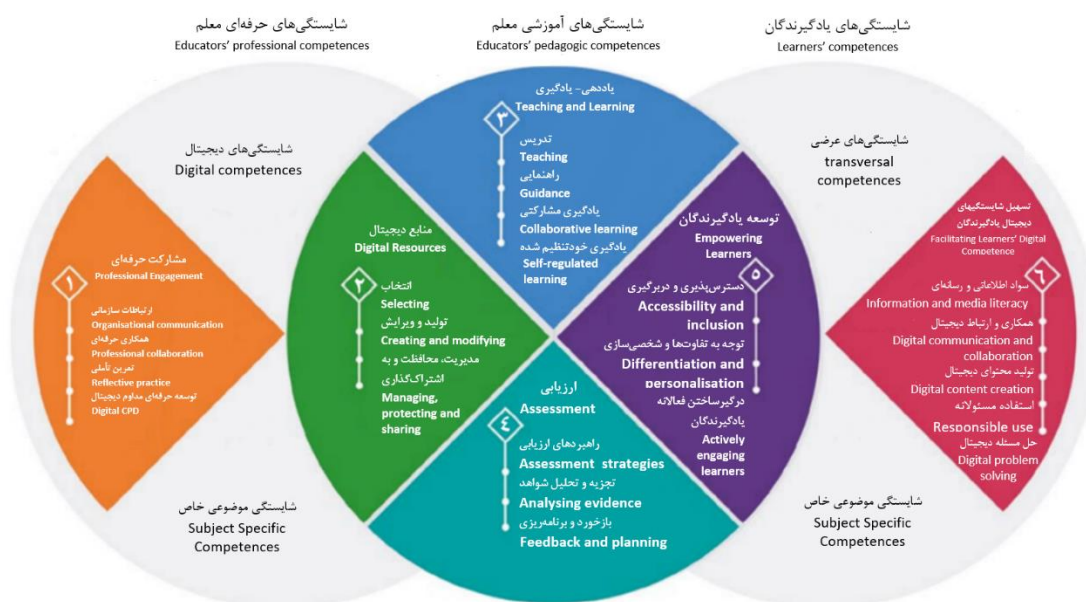 شایستگی‌های حرفه‌ای معلم
Educators' professional competences
شایستگی‌های آموزشی معلم
Educators' pedagogic competences
شایستگی‌های یادگیرندگان
Learners' competences
شایستگی‌های دیجیتال
Digital competences
۱
مشارکت حرفه‌ای
Professional Engagement
ارتباطات سازمانی
Organisational communication
همکاری حرفه‌ای
Professional collaboration
تمرین تأملی
Reflective practice
توسعه حرفه‌ای مداوم دیجیتال
Digital CPD
شایستگی موضوعی خاص
Subject Specific
Competences
منابع دیجیتال
Digital Resources
۲
انتخاب
Selecting
تولید و ویرایش
Creating and modifying
مدیریت، محافظت و به
اشتراک‌گذاری
Managing,
protecting and
sharing
یاددهی- یادگیری
Teaching and Learning
۳
تدریس
Teaching
راهنمایی
Guidance
یادگیری مشارکتی
Collaborative learning
یادگیری خودتنظیم شده
Self-regulated
learning
ارزیابی
Assessment
۴
راهبردهای ارزیابی
Assessment strategies
تجزیه و تحلیل شواهد
Analysing evidence
بازخورد و برنامه‌ریزی
Feedback and planning
توسعه یادگیرندگان
Empowering
Learners
۵
دسترس‌پذیری و دربرگیری
Accessibility and
inclusion
توجه به تفاوت‌ها و شخصی‌سازی
Differentiation and
personalisation
درگیرساختن فعالانه
یادگیرندگان
Actively
engaging
learners
شایستگی‌های عرضی
transversal
competences
تسهیل شایستگیهای
دیجیتال یادگیرندگان
Facilitating Learners' Digital
Competence
۶
سواد اطلاعاتی و رسانه‌ای
Information and media literacy
همکاری و ارتباط دیجیتال
Digital communication and
collaboration
تولید محتوای دیجیتال
Digital content creation
استفاده مسئولانه
Responsible use
حل مسئله دیجیتال
Digital problem
solving
شایستگی موضوعی خاص
Subject Specific
Competences